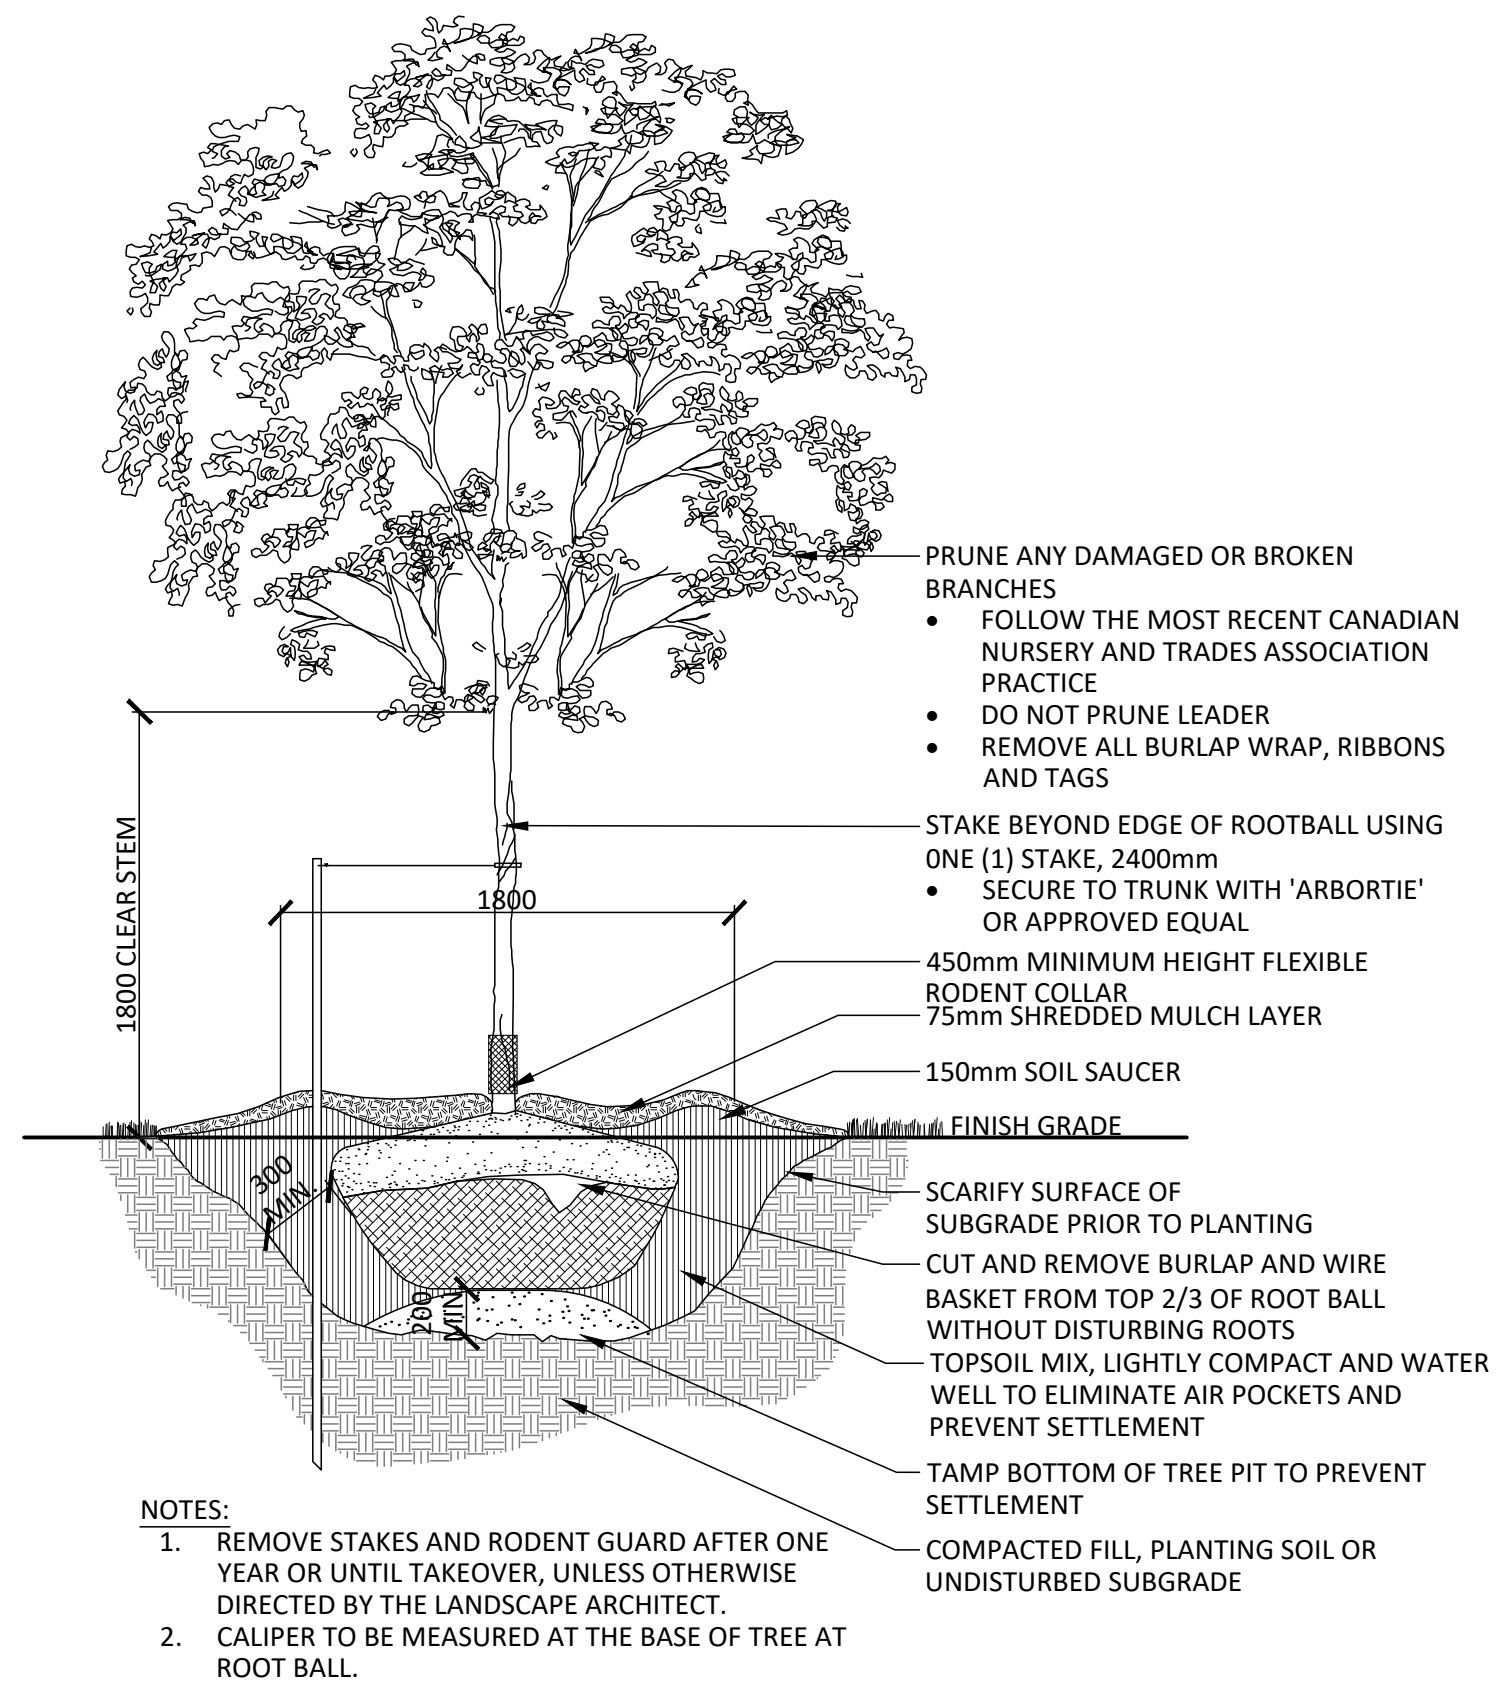 PRUNE ANY DAMAGED OR BROKEN
BRANCHES
• FOLLOW THE MOST RECENT CANADIAN
NURSERY AND TRADES ASSOCIATION
PRACTICE
• DO NOT PRUNE LEADER
• REMOVE ALL BURLAP WRAP, RIBBONS
AND TAGS
STAKE BEYOND EDGE OF ROOTBALL USING
0NE (1) STAKE, 2400mm
• SECURE TO TRUNK WITH 'ARBORTIE'
OR APPROVED EQUAL
1800 CLEAR STEM
1800
450mm MINIMUM HEIGHT FLEXIBLE
RODENT COLLAR
75mm SHREDDED MULCH LAYER
150mm SOIL SAUCER
FINISH GRADE
300
MIN.
SCARIFY SURFACE OF
SUBGRADE PRIOR TO PLANTING
CUT AND REMOVE BURLAP AND WIRE
BASKET FROM TOP 2/3 OF ROOT BALL
WITHOUT DISTURBING ROOTS
200
MIN
TOPSOIL MIX, LIGHTLY COMPACT AND WATER
WELL TO ELIMINATE AIR POCKETS AND
PREVENT SETTLEMENT
TAMP BOTTOM OF TREE PIT TO PREVENT
SETTLEMENT
COMPACTED FILL, PLANTING SOIL OR
UNDISTURBED SUBGRADE
NOTES:
1. REMOVE STAKES AND RODENT GUARD AFTER ONE
YEAR OR UNTIL TAKEOVER, UNLESS OTHERWISE
DIRECTED BY THE LANDSCAPE ARCHITECT.
2. CALIPER TO BE MEASURED AT THE BASE OF TREE AT
ROOT BALL.